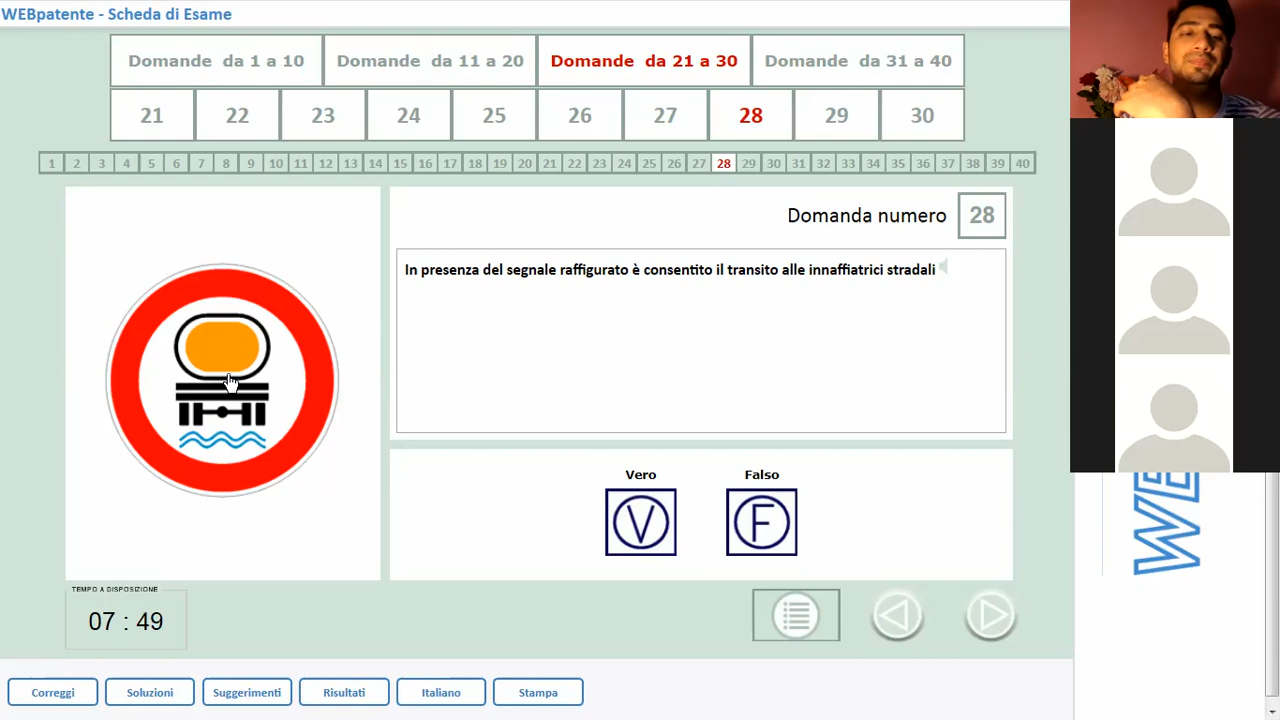 WEBpatente - Scheda di Esame
Domande da 1 a 10
Domande da 11 a 20
Domande da 21 a 30
Domande da 31 a 40
21 22 23 24 25 26 27 28 29 30
1 2 3 4 5 6 7 8 9 10 11 12 13 14 15 16 17 18 19 20 21 22 23 24 25 26 27 28 29 30 31 32 33 34 35 36 37 38 39 40
Domanda numero 28
In presenza del segnale raffigurato è consentito il transito alle innaffiatrici stradali
Vero Falso
V F
TEMPO A DISPOSIZIONE
07 : 49
WE
Correggi Soluzioni Suggerimenti Risultati Italiano Stampa